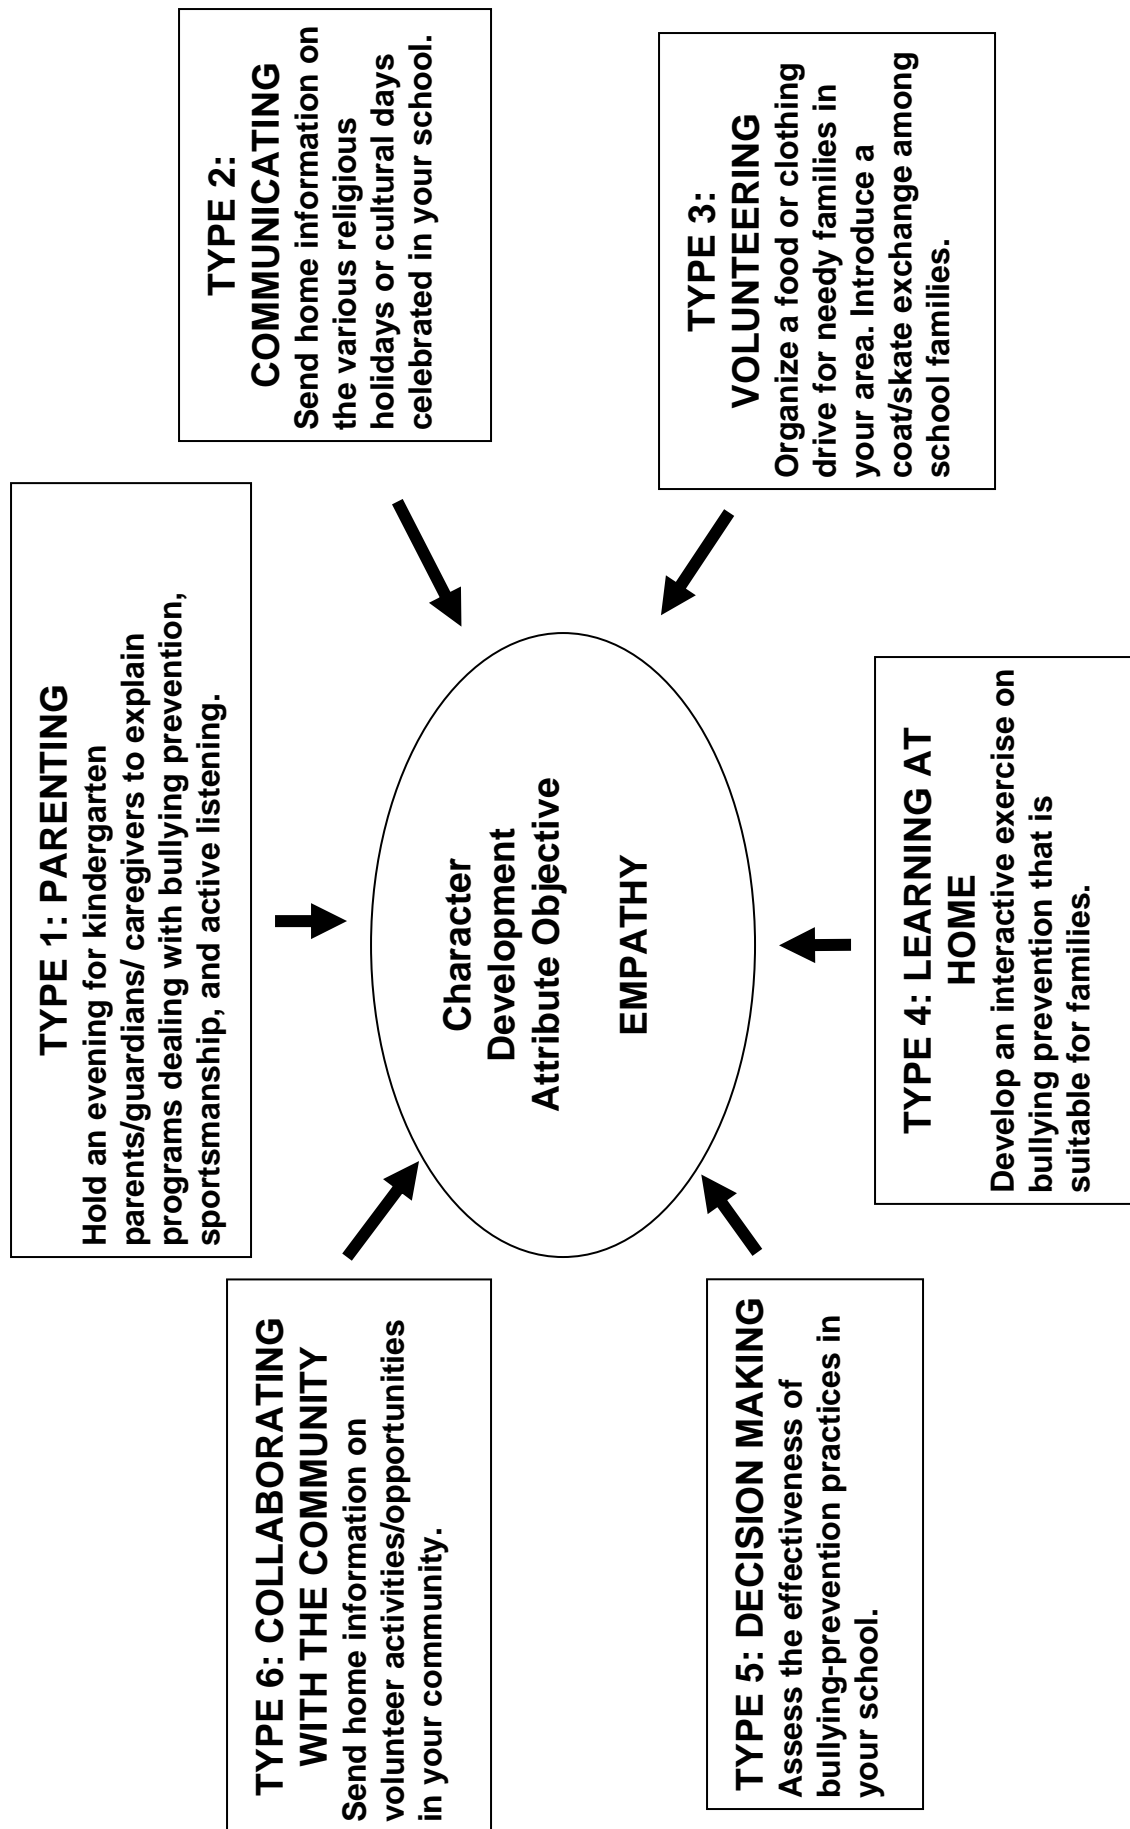 TYPE 1: PARENTING
Hold an evening for kindergarten
parents/guardians/ caregivers to explain
programs dealing with bullying prevention,
sportsmanship, and active listening.
TYPE 2:
COMMUNICATING
Send home information on
the various religious
holidays or cultural days
celebrated in your school.
TYPE 3:
VOLUNTEERING
Organize a food or clothing
drive for needy families in
your area. Introduce a
coat/skate exchange among
school families.
TYPE 4: LEARNING AT
HOME
Develop an interactive exercise on
bullying prevention that is
suitable for families.
TYPE 5: DECISION MAKING
Assess the effectiveness of
bullying-prevention practices in
your school.
TYPE 6: COLLABORATING
WITH THE COMMUNITY
Send home information on
volunteer activities/opportunities
in your community.
Character
Development
Attribute Objective
EMPATHY